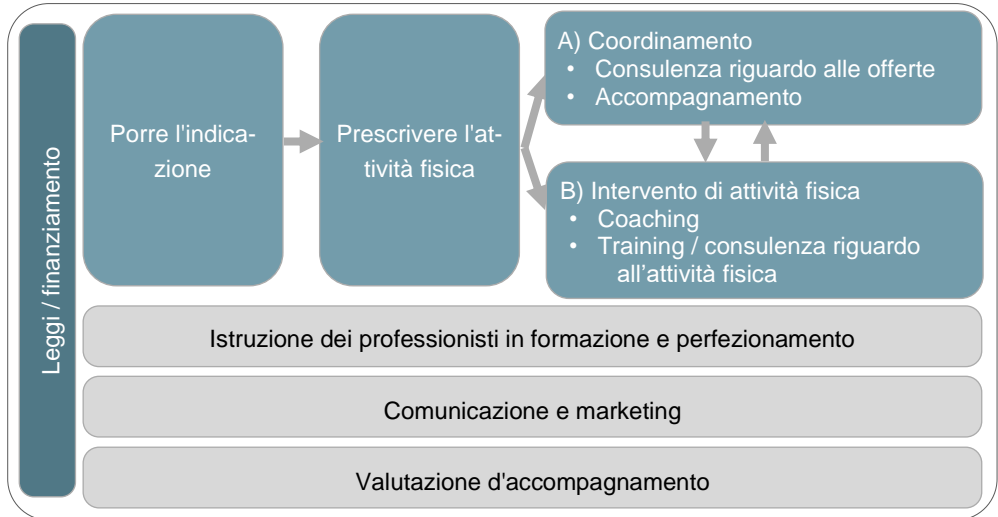 Leggi / finanziamento
Porre l'indica-
zione
Prescrivere l'at-
tività fisica
A) Coordinamento
• Consulenza riguardo alle offerte
• Accompagnamento
B) Intervento di attività fisica
• Coaching
• Training / consulenza riguardo
all'attività fisica
Istruzione dei professionisti in formazione e perfezionamento
Comunicazione e marketing
Valutazione d'accompagnamento